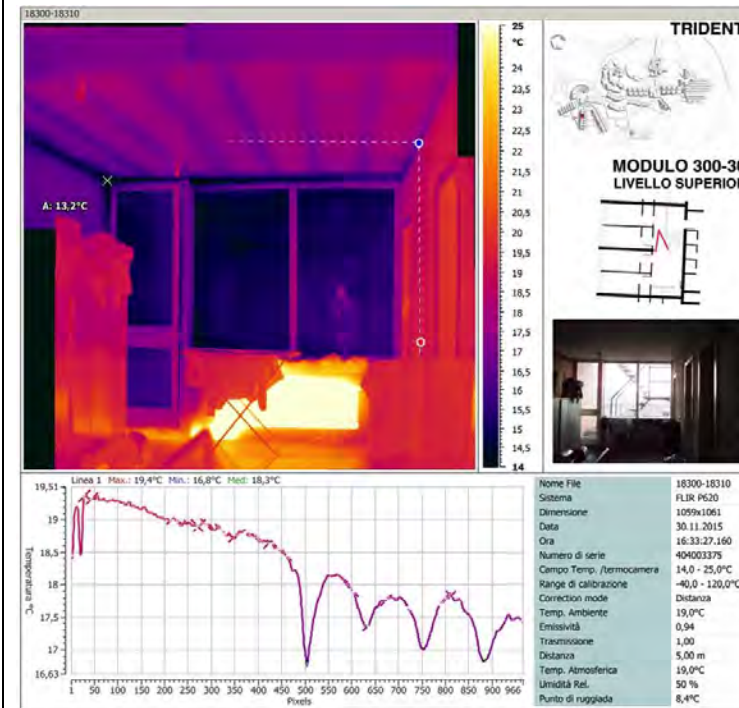 18300-18310
A: 13,2°C
25
°C
24
23,5
23
22,5
22
21,5
21
20,5
20
19,5
19
18,5
18
17,5
17
16,5
16
15,5
15
14
TRIDENT
MODULO 300-30
LIVELLO SUPERIOR
Linea 1 Max.: 19,4°C Min.: 16,8°C Med: 18,3°C
Temperatura °C
19,51
19
18,5
18
17,5
17
16,63
1 50 100 150 200 250 300 350 400 450 500 550 600 650 700 750 800 850 900 966
Pixels
Nome File 18300-18310
Sistema FLIR P620
Dimensione 1059x1061
Data 30.11.2015
Ora 16:33:27.160
Numero di serie 404003375
Campo Temp. /termocamera 14,0 - 25,0°C
Range di calibrazione -40,0 - 120,0°C
Correction mode Distanza
Temp. Ambiente 19,0°C
Emissività 0,94
Trasmissione 1,00
Distanza 5,00 m
Temp. Atmosferica 19,0°C
Umidità Rel. 50 %
Punto di rugiada 8,4°C